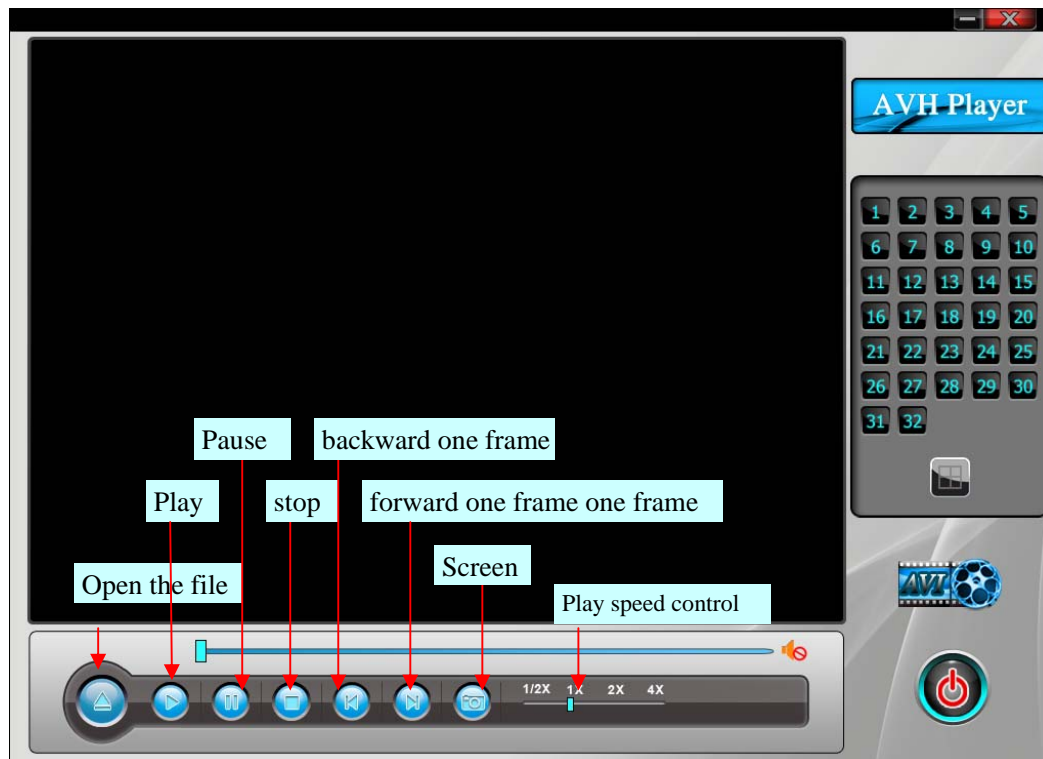 AVH Player
1 2 3 4 5
6 7 8 9 10
11 12 13 14 15
16 17 18 19 20
21 22 23 24 25
26 27 28 29 30
31 32
Pause
backward one frame
Play
stop
forward one frame one frame
Open the file
Screen
Play speed control
AVI
1/2X 1X 2X 4X